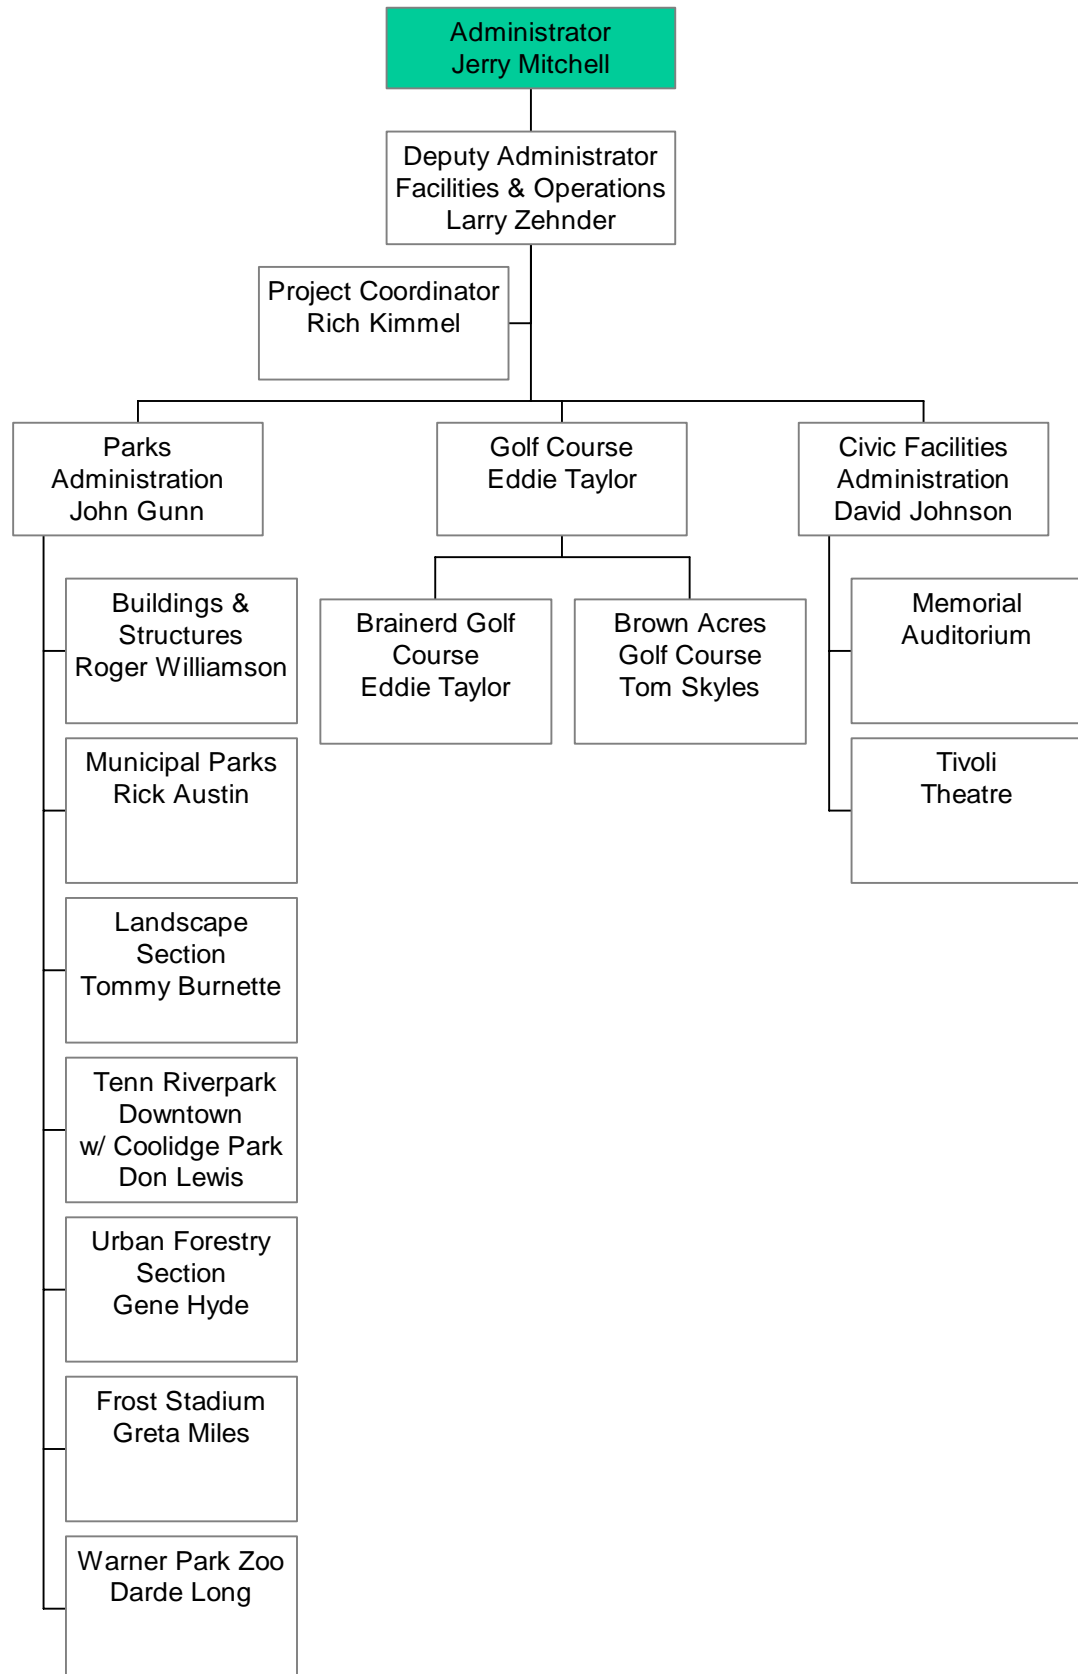 Administrator
Jerry Mitchell
Deputy Administrator
Facilities & Operations
Larry Zehnder
Project Coordinator
Rich Kimmel
Parks
Administration
John Gunn
Golf Course
Eddie Taylor
Civic Facilities
Administration
David Johnson
Buildings &
Structures
Roger Williamson
Municipal Parks
Rick Austin
Landscape
Section
Tommy Burnette
Tenn Riverpark
Downtown
w/ Coolidge Park
Don Lewis
Urban Forestry
Section
Gene Hyde
Frost Stadium
Greta Miles
Warner Park Zoo
Darde Long
Brainerd Golf
Course
Eddie Taylor
Brown Acres
Golf Course
Tom Skyles
Memorial
Auditorium
Tivoli
Theatre